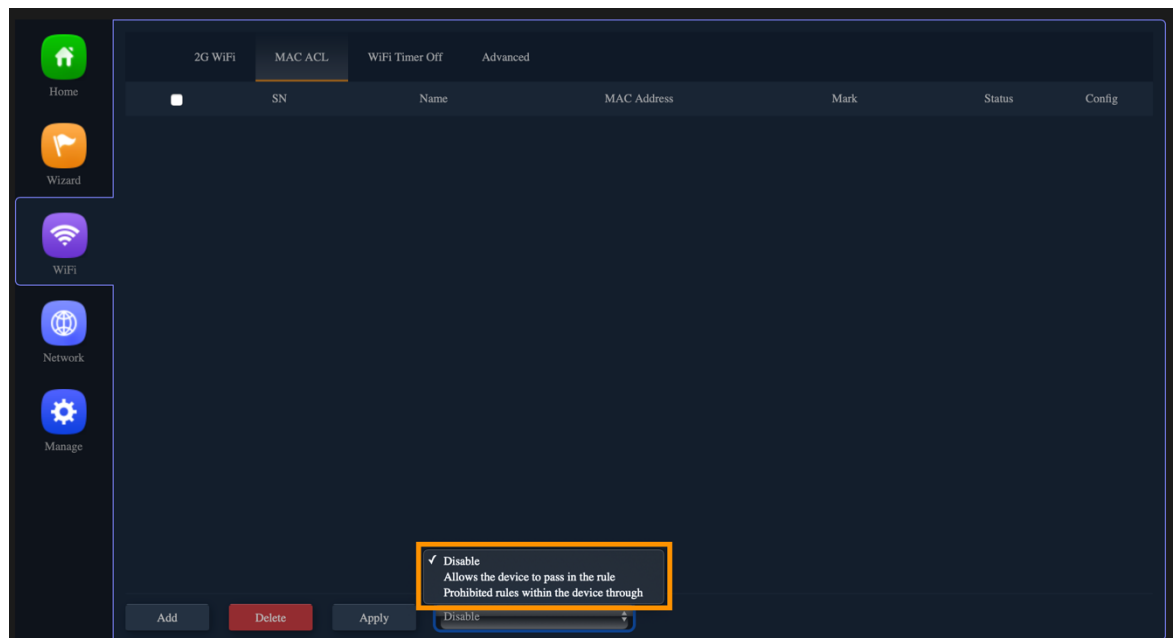 Home
Wizard
WiFi
Network
Manage
2G WiFi MAC ACL WiFi Timer Off Advanced
SN Name MAC Address Mark Status Config
✓ Disable
Allows the device to pass in the rule
Prohibited rules within the device through
Add Delete Apply Disable